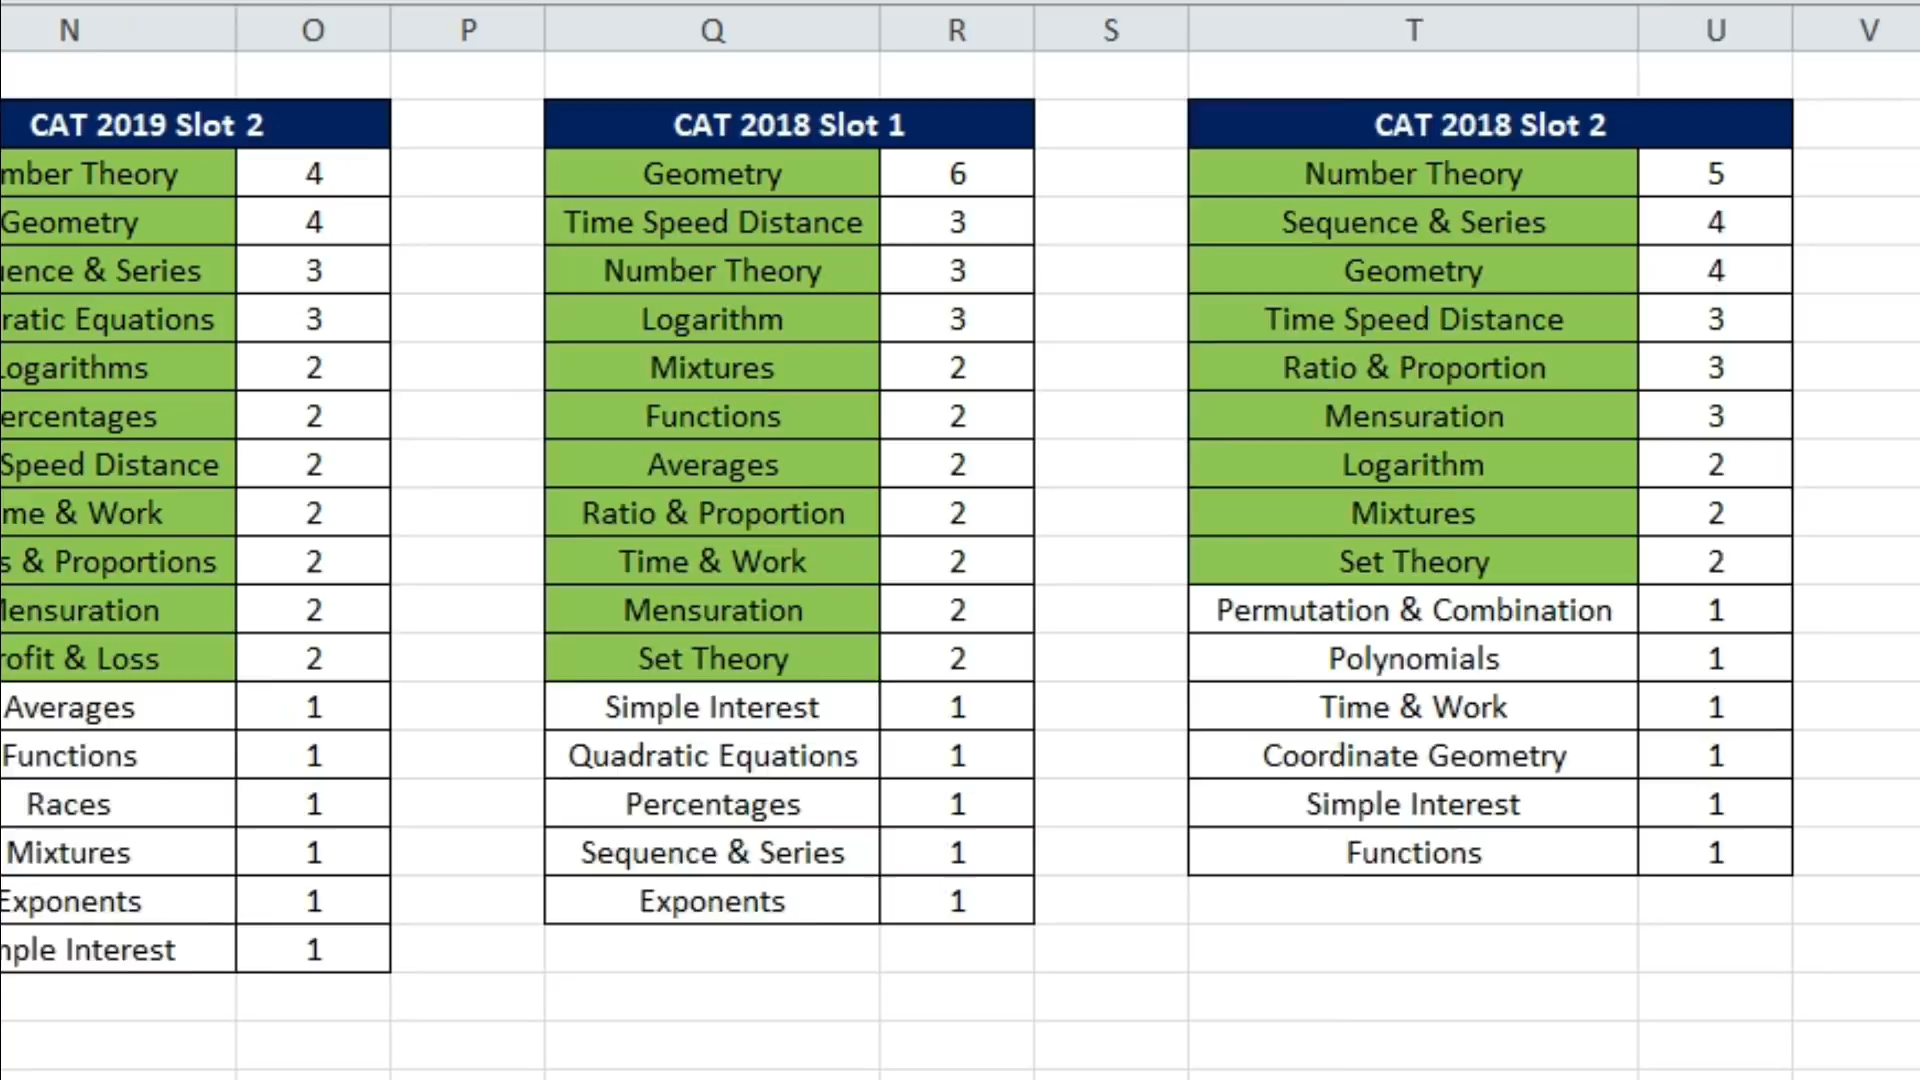 N O P Q R S T U V
CAT 2019 Slot 2 CAT 2018 Slot 1 CAT 2018 Slot 2
mber Theory 4 Geometry 6 Number Theory 5
Geometry 4 Time Speed Distance 3 Sequence & Series 4
uence & Series 3 Number Theory 3 Geometry 4
ratic Equations 3 Logarithm 3 Time Speed Distance 3
Logarithms 2 Mixtures 2 Ratio & Proportion 3
ercentages 2 Functions 2 Mensuration 3
Speed Distance 2 Averages 2 Logarithm 2
me & Work 2 Ratio & Proportion 2 Mixtures 2
s & Proportions 2 Time & Work 2 Set Theory 2
Mensuration 2 Mensuration 2 Permutation & Combination 1
rofit & Loss 2 Set Theory 2 Polynomials 1
Averages 1 Simple Interest 1 Time & Work 1
Functions 1 Quadratic Equations 1 Coordinate Geometry 1
Races 1 Percentages 1 Simple Interest 1
Mixtures 1 Sequence & Series 1 Functions 1
Exponents 1 Exponents 1
mple Interest 1